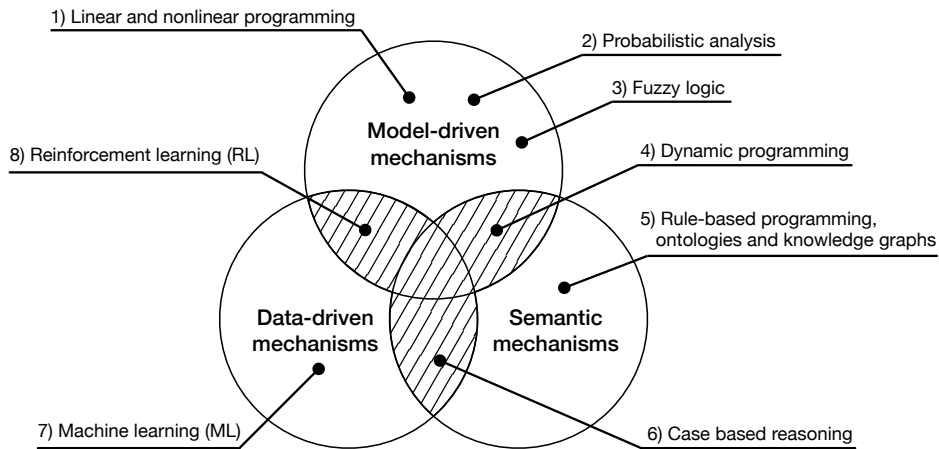 1) Linear and nonlinear programming
2) Probabilistic analysis
3) Fuzzy logic
Model-driven
mechanisms
8) Reinforcement learning (RL)
4) Dynamic programming
5) Rule-based programming,
ontologies and knowledge graphs
Data-driven
mechanisms
Semantic
mechanisms
7) Machine learning (ML)
6) Case based reasoning